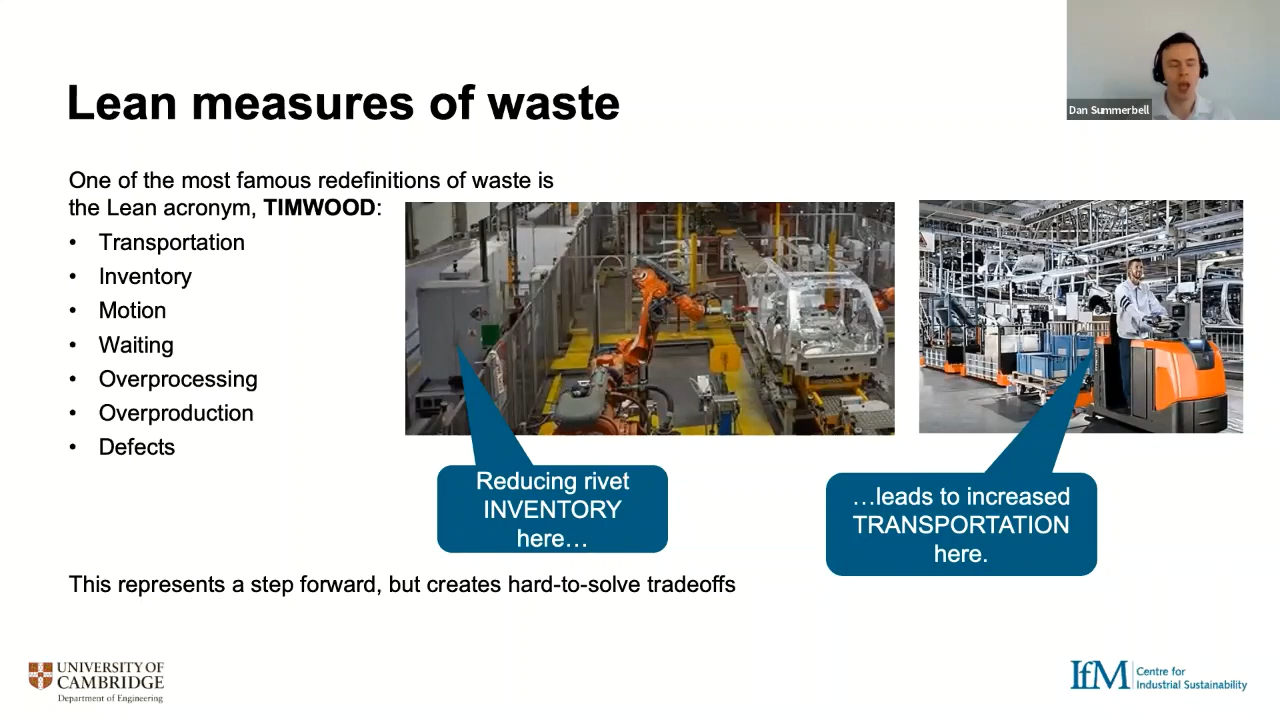 Dan Summerbell
Lean measures of waste
One of the most famous redefinitions of waste is
the Lean acronym, TIMWOOD:
• Transportation
• Inventory
• Motion
• Waiting
• Overprocessing
• Overproduction
• Defects
Reducing rivet
INVENTORY
here…
…leads to increased
TRANSPORTATION
here.
This represents a step forward, but creates hard-to-solve tradeoffs
UNIVERSITY OF
CAMBRIDGE
Department of Engineering
IfM
Centre for
Industrial Sustainability